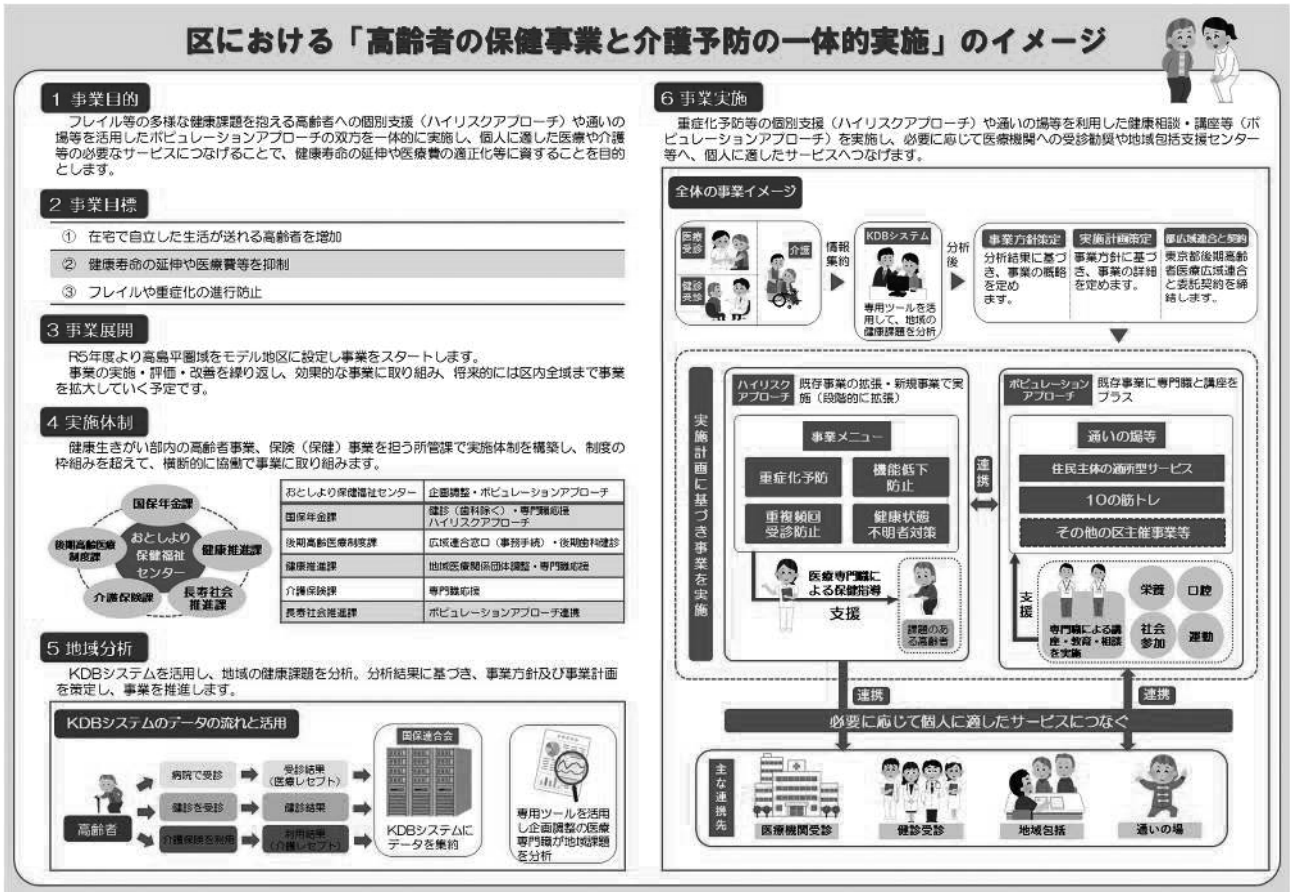 区における「高齢者の保健事業と介護予防の一体的実施」のイメージ
1 事業目的
フレイル等の多様な健康課題を抱える高齢者への個別支援(ハイリスクアプローチ)や通いの
場等を活用したポピュレーションアプローチの双方を一体的に実施し、個人に適した医療や介護
等の必要なサービスにつなげることで、健康寿命の延伸や医療費の適正化等に資することを目的
とします。
2 事業目標
① 在宅で自立した生活が送れる高齢者を増加
② 健康寿命の延伸や医療費等を抑制
③ フレイルや重症化の進行防止
3 事業展開
R5年度より高島平圏域をモデル地区に設定し事業をスタートします。
事業の実施・評価・改善を繰り返し、効果的な事業に取り組み、将来的には区内全域まで事業
を拡大していく予定です。
4 実施体制
健康生きがい部内の高齢者事業、保険(保健)事業を担う所管課で実施体制を構築し、制度の
枠組みを超えて、横断的に協働で事業に取り組みます。
国保年金課
後期高齢医療
制度課
おとしより
保健福祉
センター
健康推進課
介護保険課
長寿社会
推進課
おとしより保健福祉センター 企画調整・ポピュレーションアプローチ
国保年金課 健診(歯科除く)・専門職応援
ハイリスクアプローチ
後期高齢医療制度課 広域連合窓口(事務手続)・後期歯科健診
健康推進課 地域医療関係団体調整・専門職応援
介護保険課 専門職応援
長寿社会推進課 ポピュレーションアプローチ連携
5 地域分析
KDBシステムを活用し、地域の健康課題を分析。分析結果に基づき、事業方針及び事業計画
を策定し、事業を推進します。
KDBシステムのデータの流れと活用
高齢者
病院で受診
受診結果
(医療レセプト)
健診を受診
健診結果
介護保険を利用
利用結果
(介護レセプト)
国保連合会
KDBシステムに
データを集約
専用ツールを活用
し企画調整の医療
専門職が地域課題
を分析
6 事業実施
重症化予防等の個別支援(ハイリスクアプローチ)や通いの場等を利用した健康相談・講座等(ポ
ピュレーションアプローチ)を実施し、必要に応じて医療機関への受診勧奨や地域包括支援センター
等へ、個人に適したサービスへつなげます。
全体の事業イメージ
医療
受診
健診
受診
介護
情報
集約
KDBシステム
専用ツールを活
用して、地域の
健康課題を分析
分析
後
事業方針策定
分析結果に基づ
き、事業の概略
を定め
ます。
実施計画策定
事業方針に基づ
き、事業の詳細
を定めます。
都広域連合と契約
東京都後期高齢
者医療広域連合
と委託契約を締
結します。
実施計画に基づき事業を実施
ハイリスク
アプローチ
既存事業の拡張・新規事業で実
施(段階的に拡張)
事業メニュー
重症化予防
機能低下
防止
重複頻回
受診防止
健康状態
不明者対策
医療専門職に
よる保健指導
支援
課題のあ
る高齢者
連携
ポピュレーション
アプローチ
既存事業に専門職と講座を
プラス
通いの場等
住民主体の通所型サービス
10の筋トレ
その他の区主催事業等
支援
専門職による講
座・教育・相談
を実施
栄養
口腔
社会
参加
運動
連携
連携
必要に応じて個人に適したサービスにつなぐ
主な連携先
医療機関受診
健診受診
地域包括
通いの場